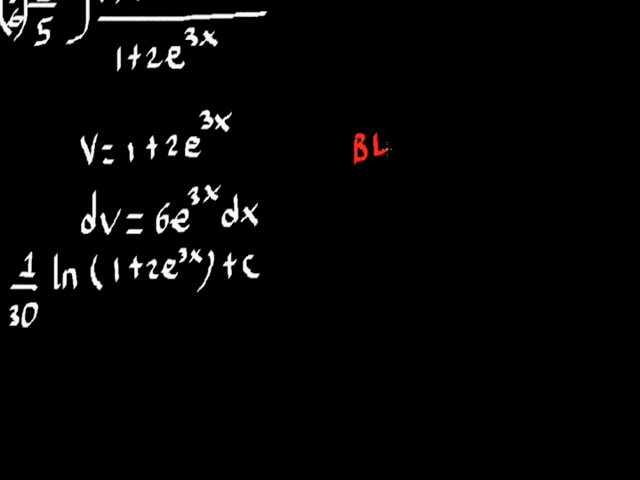 5
1+2e^3x
v=1+2e^3x
BL
dv=6e^3x dx
1/30 ln(1+2e^3x)+c